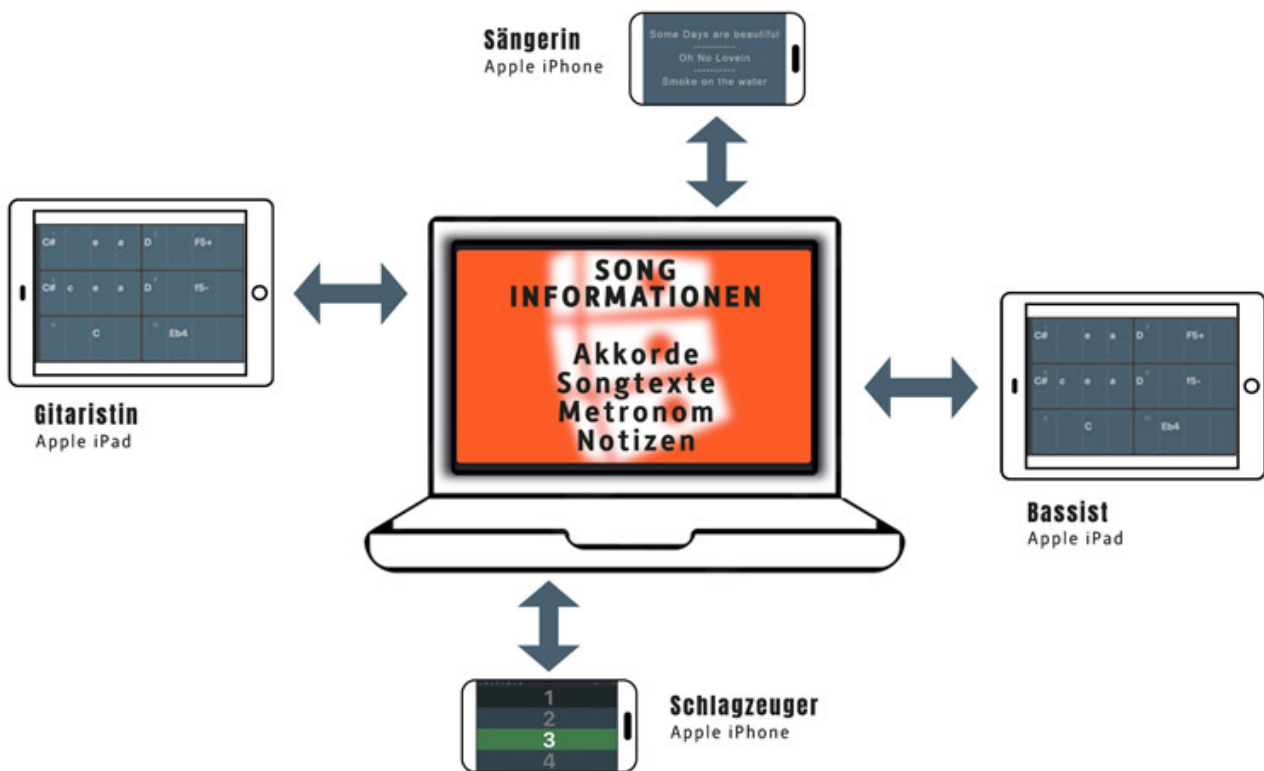 Sängerin
Apple iPhone
Some Days are beautiful
----------
Oh No Lovein
----------
Smoke on the water
C# e a D F5+
C# c e a D f5-
C Eb4
Gitaristin
Apple iPad
SONG
INFORMATIONEN
Akkorde
Songtexte
Metronom
Notizen
C# e a D F5+
C# c e a D f5-
C Eb4
Bassist
Apple iPad
1
2
3
4
Schlagzeuger
Apple iPhone